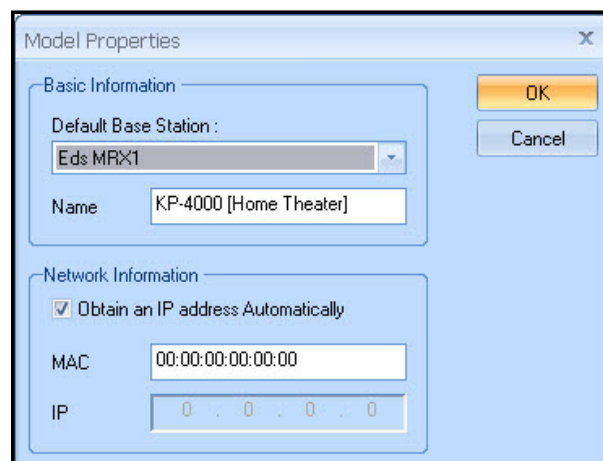 Model Properties
x
Basic Information
OK
Default Base Station :
Cancel
Eds MRX1
Name KP-4000 [Home Theater]
Network Information
Obtain an IP address Automatically
MAC 00:00:00:00:00:00
IP 0 . 0 . 0 . 0